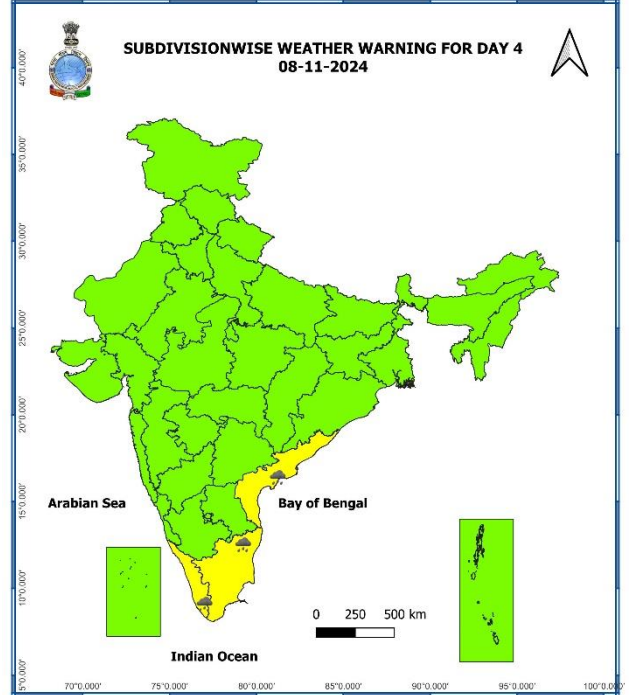 SUBDIVISIONWISE WEATHER WARNING FOR DAY 4
08-11-2024
40°0.000'
35°0.000'
30°0.000'
25°0.000'
20°0.000'
15°0.000'
10°0.000'
5°0.000'
Arabian Sea
Bay of Bengal
0 250 500 km
Indian Ocean
70°0.000' 75°0.000' 80°0.000' 85°0.000' 90°0.000' 95°0.000' 100°0.000'